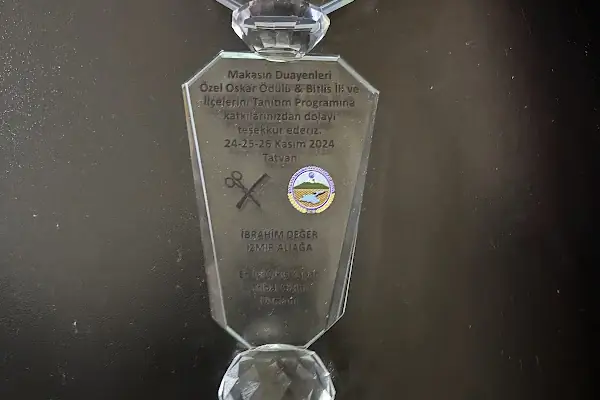 Makasın Duayenleri
Özel Oskar Ödülü & Bitlis İli ve
İlçelerini Tanıtım Programına
katkılarınızdan dolayı
teşekkür ederiz.
24-25-26 Kasım 2024
Tatvan
İBRAHİM DEĞER
İZMİR ALİAĞA